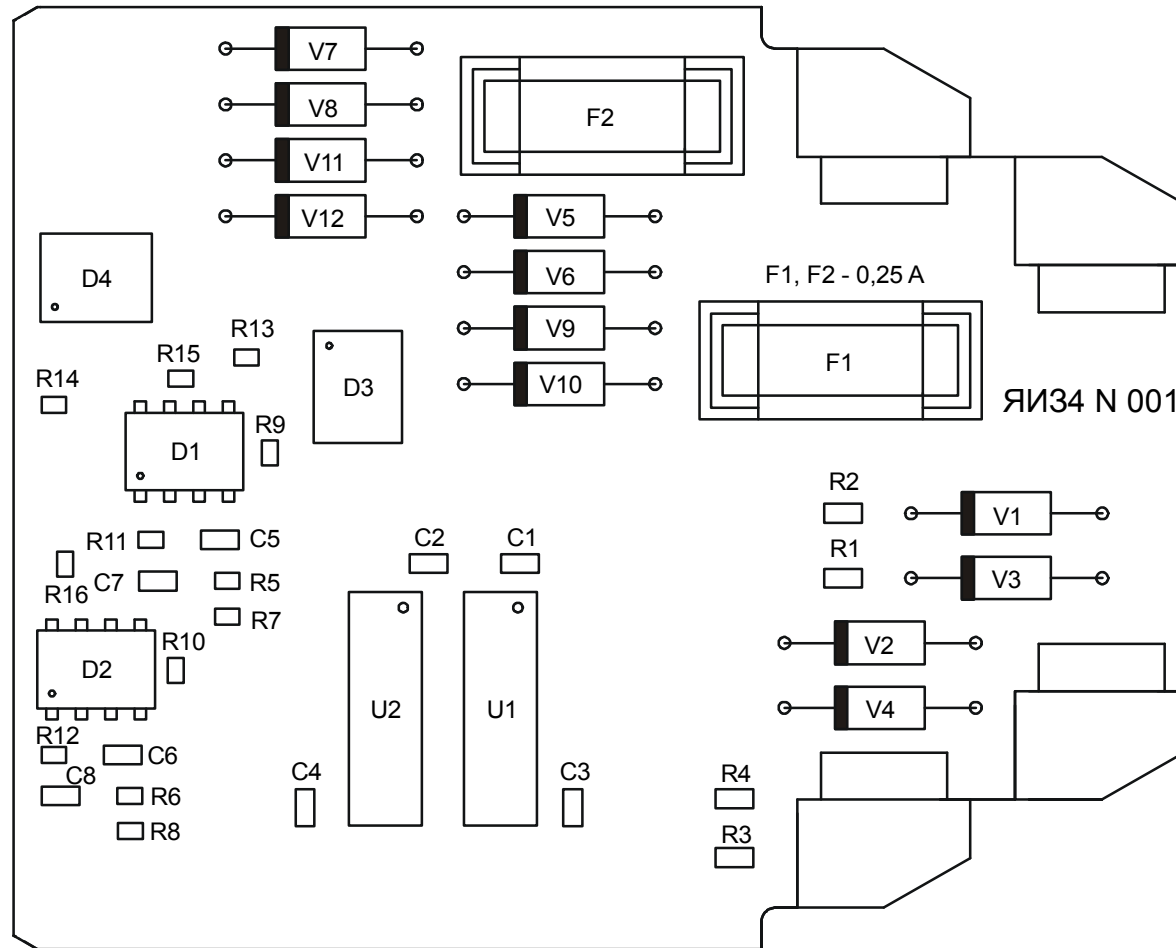 V7
V8
F2
V11
V12
V5
D4
V6
F1, F2 - 0,25 A
R13
V9
R15
F1
R14
D3
V10
ЯИЗ4 N 001
R9
D1
R2
V1
R11
C5
C2
C1
R1
V3
C7
R5
R16
R7
R10
V2
D2
U2
U1
V4
R12
C6
C8
C4
C3
R4
R6
R8
R3